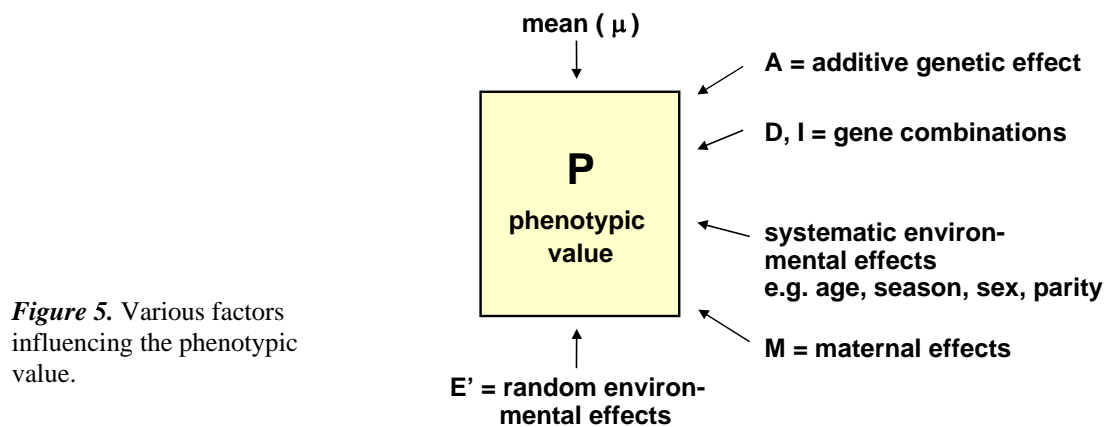 mean ( μ )
A = additive genetic effect
D, I = gene combinations
P
phenotypic
value
systematic environ-
mental effects
e.g. age, season, sex, parity
M = maternal effects
E’ = random environ-
mental effects
Figure 5. Various factors
influencing the phenotypic
value.